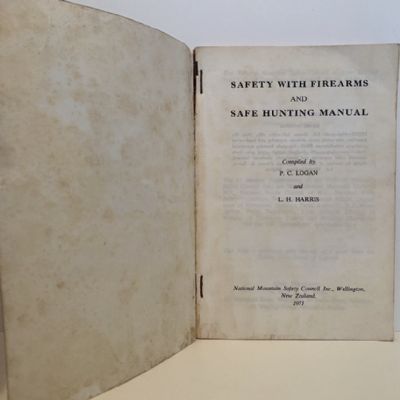 SAFETY WITH FIREARMS
AND
SAFE HUNTING MANUAL
Compiled by
P. C. LOGAN
and
L. H. HARRIS
National Mountain Safety Council Inc., Wellington,
New Zealand.
1971